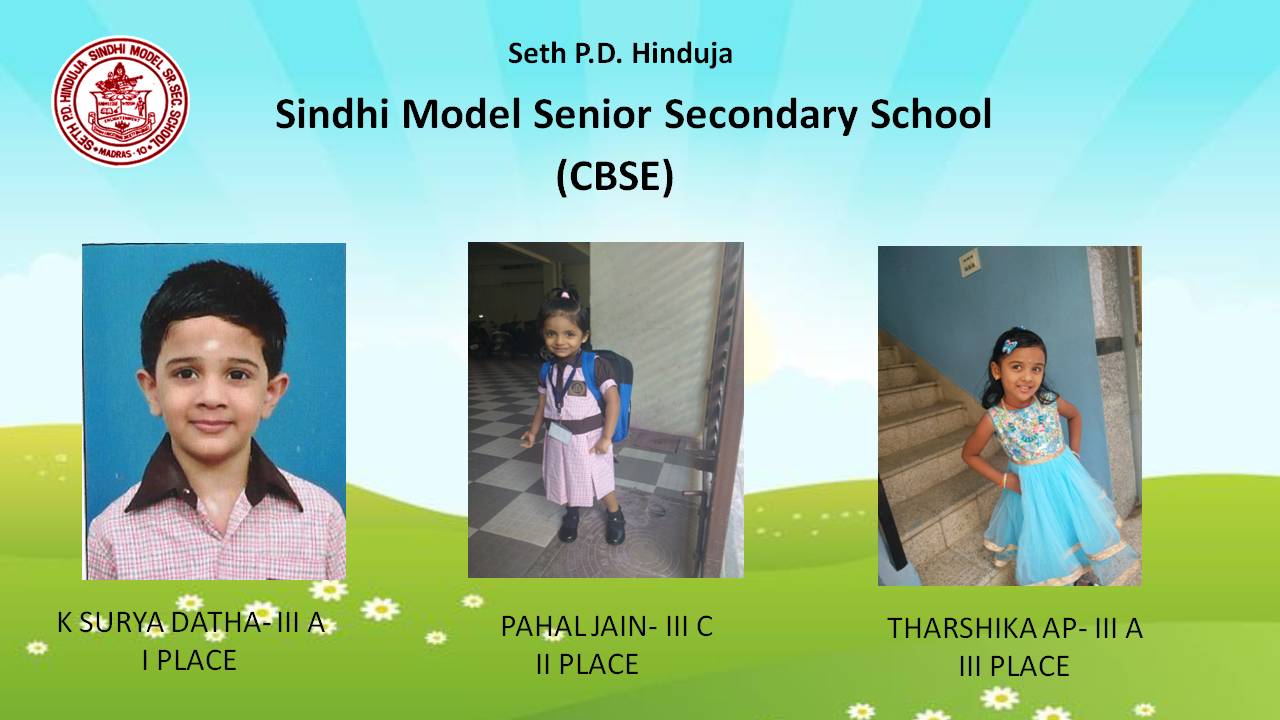 SETH P.D. HINDUJA SINDHI MODEL SR. SEC. SCHOOL
MADRAS-10
Seth P.D. Hinduja
Sindhi Model Senior Secondary School
(CBSE)
K SURYA DATHA- III A
I PLACE
PAHAL JAIN- III C
II PLACE
THARSHIKA AP- III A
III PLACE